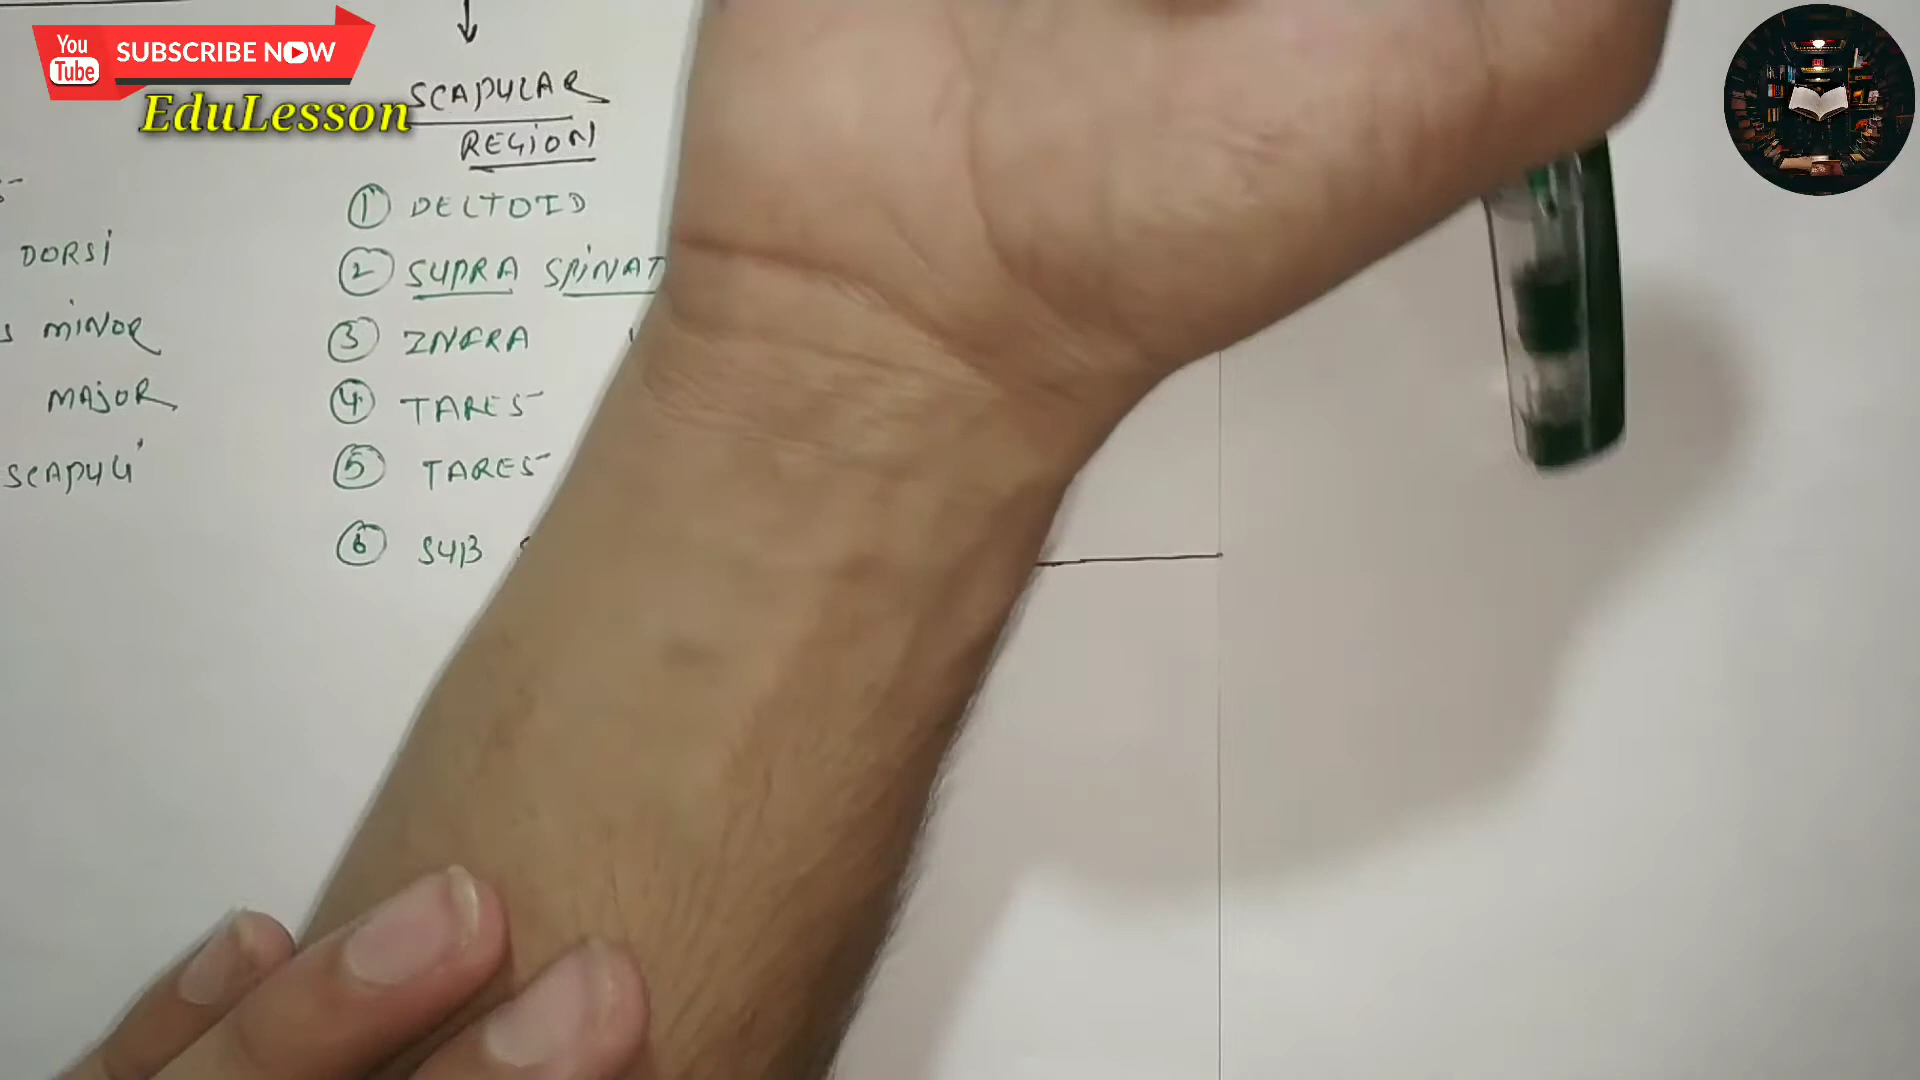 You
Tube
SUBSCRIBE NOW
EduLesson
SCAPULAR
REGION
DORSI
MINOR
MAJOR
SCAPULI
1 DELTOID
2 SUPRA SPINAT
3 INFRA
4 TARES
5 TARES
6 SUB